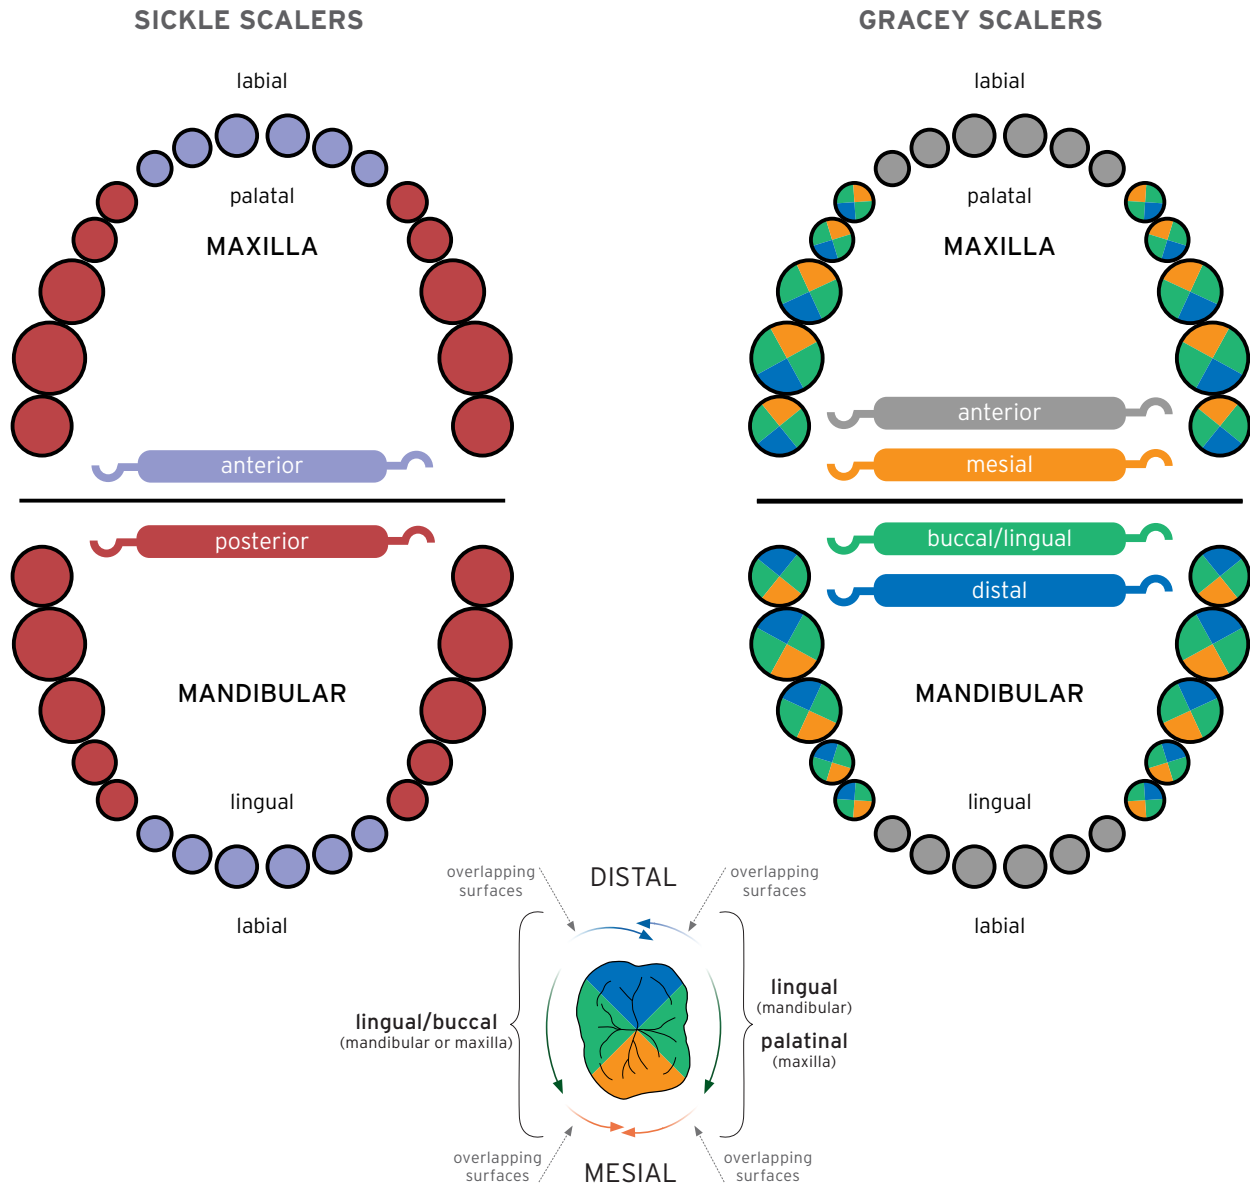 SICKLE SCALERS
labial
palatal
MAXILLA
anterior
posterior
MANDIBULAR
lingual
labial
GRACEY SCALERS
labial
palatal
MAXILLA
anterior
mesial
buccal/lingual
distal
MANDIBULAR
lingual
labial
overlapping
surfaces
DISTAL
overlapping
surfaces
lingual/buccal
(mandibular or maxilla)
lingual
(mandibular)
palatinal
(maxilla)
overlapping
surfaces
MESIAL
overlapping
surfaces